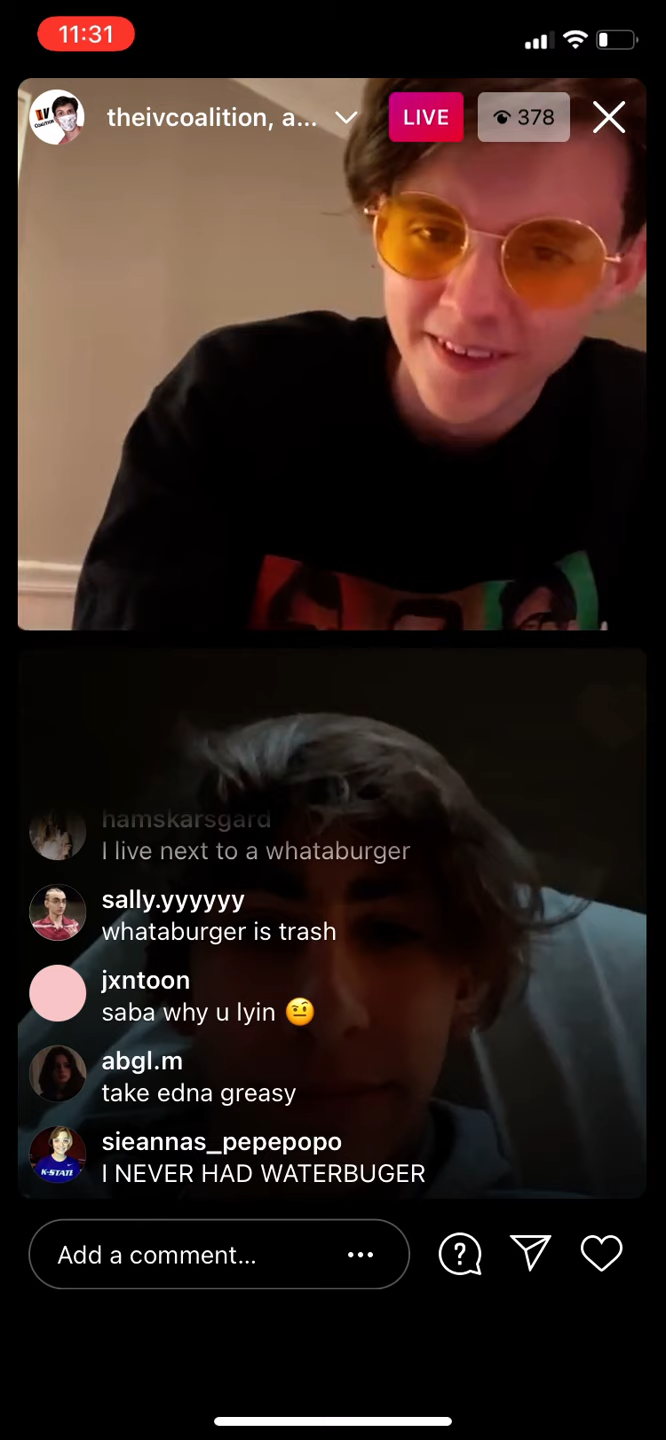 11:31
theivcoalition, a...
LIVE
378
hamskarsgard
I live next to a whataburger
sally.yyyyyy
whataburger is trash
jxntoon
saba why u lyin 🤨
abgl.m
take edna greasy
sieannas_pepepopo
K-STATE
I NEVER HAD WATERBUGER
Add a comment...